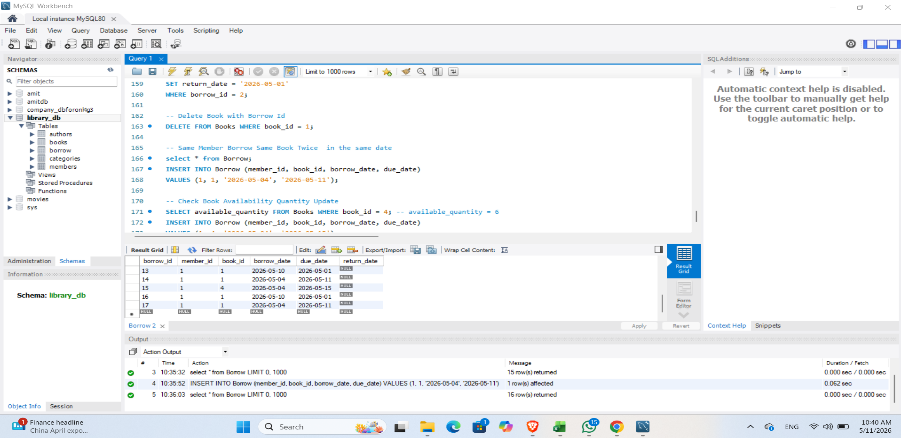 MySQL Workbench
Local instance MySQL80 ×
File Edit View Query Database Server Tools Scripting Help
Navigator
SCHEMAS
Filter objects
amit
amitdb
library_db
Tables
authors
books
borrow
categories
members
Views
Stored Procedures
Functions
movies
sys
Administration Schemas
Information
Schema: library_db
Object Info Session
Query 1 ×
Limit to 1000 rows
159 SET return_date = '2026-05-01'
160 WHERE borrow_id = 2;
161
162 -- Delete Book with Borrow Id
163 DELETE FROM Books WHERE book_id = 1;
164
165 -- Same Member Borrow Same Book Twice in the same date
166 select * from Borrow;
167 INSERT INTO Borrow (member_id, book_id, borrow_date, due_date)
168 VALUES (1, 1, '2026-05-04', '2026-05-11');
169
170 -- Check Book Availability Quantity Update
171 SELECT available_quantity FROM Books WHERE book_id = 4; -- available_quantity = 6
172 INSERT INTO Borrow (member_id, book_id, borrow_date, due_date)
Result Grid Filter Rows: Edit: Export/Import: Wrap Cell Content:
borrow_id member_id book_id borrow_date due_date return_date
13 1 1 2026-05-10 2026-05-01 NULL
14 1 1 2026-05-04 2026-05-11 NULL
15 1 4 2026-05-04 2026-05-15 NULL
16 1 1 2026-05-10 2026-05-01 NULL
17 1 1 2026-05-04 2026-05-11 NULL
NULL NULL NULL NULL NULL NULL
Result Grid
Form Editor
Borrow 2 × Apply Revert
Output
Action Output
# Time Action Message Duration / Fetch
3 10:35:32 select * from Borrow LIMIT 0, 1000 15 row(s) returned 0.000 sec / 0.000 sec
4 10:35:52 INSERT INTO Borrow (member_id, book_id, borrow_date, due_date) VALUES (1, 1, '2026-05-04', '2026-05-11') 1 row(s) affected 0.062 sec
5 10:36:03 select * from Borrow LIMIT 0, 1000 16 row(s) returned 0.000 sec / 0.000 sec
SQLAdditions
Jump to
Automatic context help is disabled.
Use the toolbar to manually get help
for the current caret position or to
toggle automatic help.
Context Help Snippets
Finance headline
China April expo...
Search
15
ENG
10:40 AM
5/11/2026